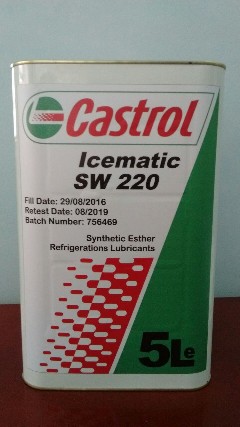 Castrol
Icematic
SW 220
Fill Date: 29/08/2016
Retest Date: 08/2019
Batch Number: 756469
Synthetic Esther
Refrigerations Lubricants
5Le